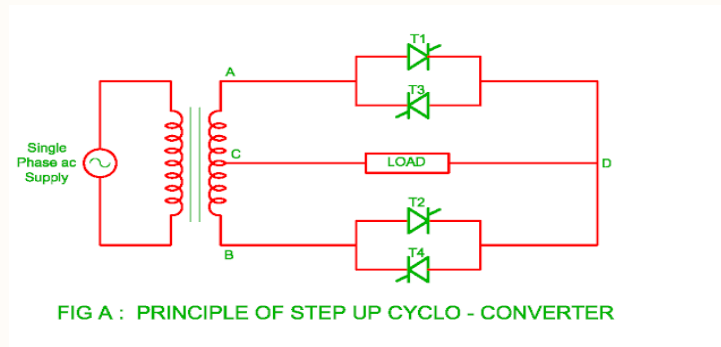 T1
A
T3
Single
Phase ac
Supply
C
LOAD
D
T2
T4
B
FIG A : PRINCIPLE OF STEP UP CYCLO - CONVERTER